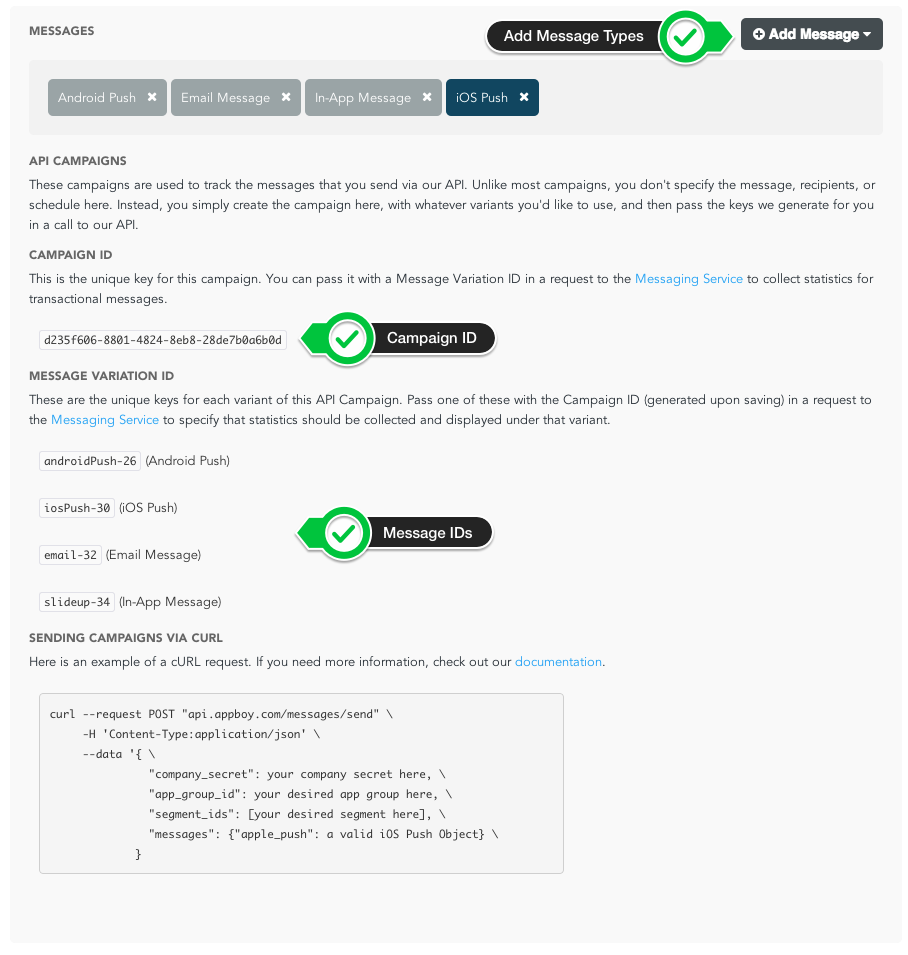 MESSAGES
Add Message Types
Add Message
Android Push ✖ Email Message ✖ In-App Message ✖ iOS Push ✖
API CAMPAIGNS
These campaigns are used to track the messages that you send via our API. Unlike most campaigns, you don't specify the message, recipients, or
schedule here. Instead, you simply create the campaign here, with whatever variants you'd like to use, and then pass the keys we generate for you
in a call to our API.
CAMPAIGN ID
This is the unique key for this campaign. You can pass it with a Message Variation ID in a request to the Messaging Service to collect statistics for
transactional messages.
d235f606-8801-4824-8eb8-28de7b0a6b0d
Campaign ID
MESSAGE VARIATION ID
These are the unique keys for each variant of this API Campaign. Pass one of these with the Campaign ID (generated upon saving) in a request to
the Messaging Service to specify that statistics should be collected and displayed under that variant.
androidPush-26 (Android Push)
iosPush-30 (iOS Push)
Message IDs
email-32 (Email Message)
slideup-34 (In-App Message)
SENDING CAMPAIGNS VIA CURL
Here is an example of a cURL request. If you need more information, check out our documentation.
curl --request POST "api.appboy.com/messages/send" \
-H 'Content-Type:application/json' \
--data '{ \
"company_secret": your company secret here, \
"app_group_id": your desired app group here, \
"segment_ids": [your desired segment here], \
"messages": {"apple_push": a valid iOS Push Object} \
}